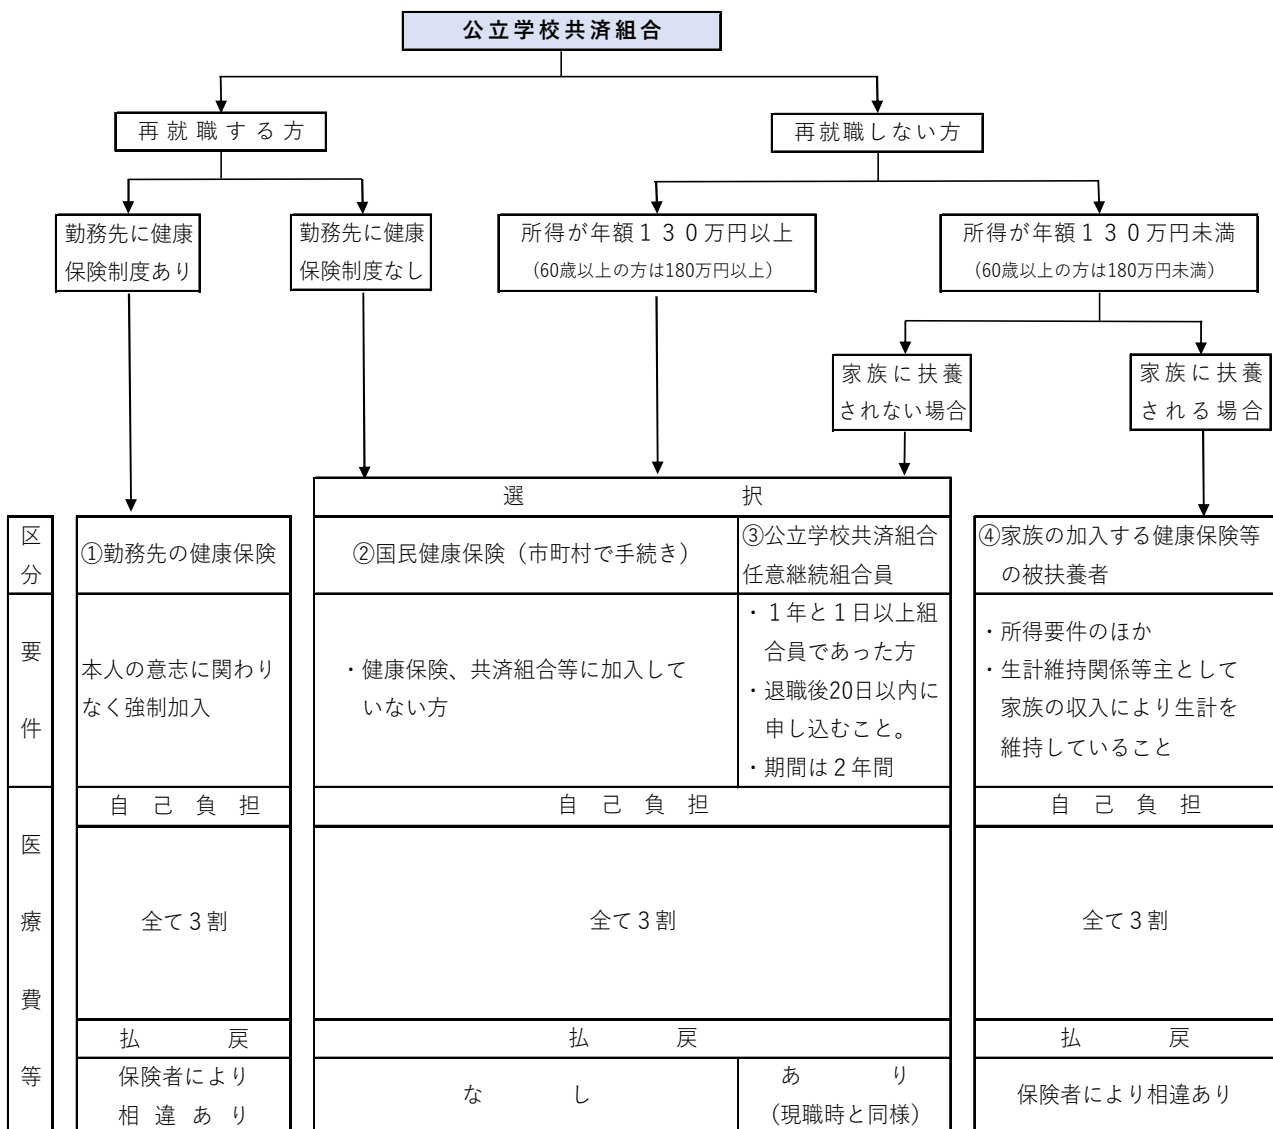 公立学校共済組合
再就職する方
再就職しない方
勤務先に健康
保険制度あり
勤務先に健康
保険制度なし
所得が年額１３０万円以上
（60歳以上の方は180万円以上）
所得が年額１３０万円未満
（60歳以上の方は180万円未満）
家族に扶養
されない場合
家族に扶養
される場合
選択
区分
①勤務先の健康保険
②国民健康保険（市町村で手続き）
③公立学校共済組合
任意継続組合員
④家族の加入する健康保険等
の被扶養者
要件
本人の意志に関わり
なく強制加入
・健康保険、共済組合等に加入して
いない方
・１年と１日以上組
合員であった方
・退職後20日以内に
申し込むこと。
・期間は２年間
・所得要件のほか
・生計維持関係等主として
家族の収入により生計を
維持していること
医療費等
自己負担
自己負担
自己負担
全て３割
全て３割
全て３割
払戻
払戻
払戻
保険者により
相違あり
なし
あり
（現職時と同様）
保険者により相違あり